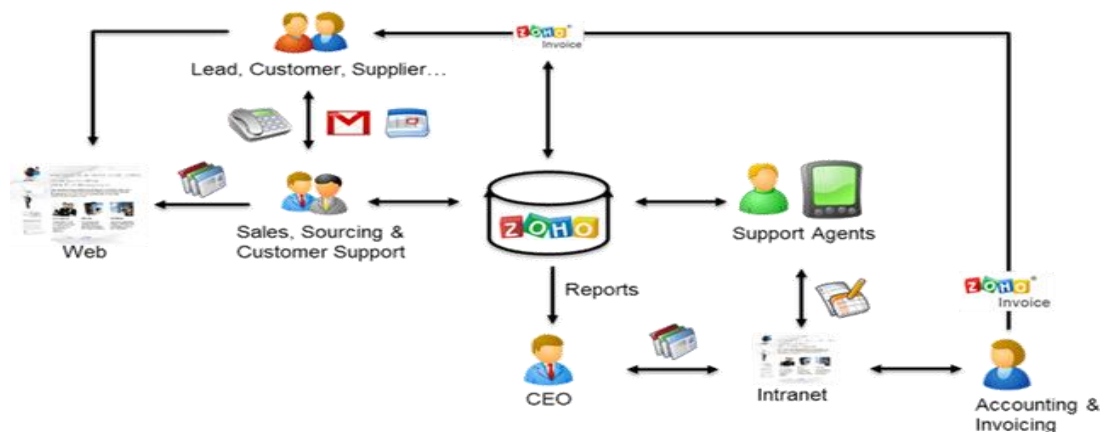 ZOHO
Invoice
Lead, Customer, Supplier...
Web
Sales, Sourcing &
Customer Support
ZOHO
Support Agents
Reports
ZOHO
Invoice
CEO
Intranet
Accounting &
Invoicing